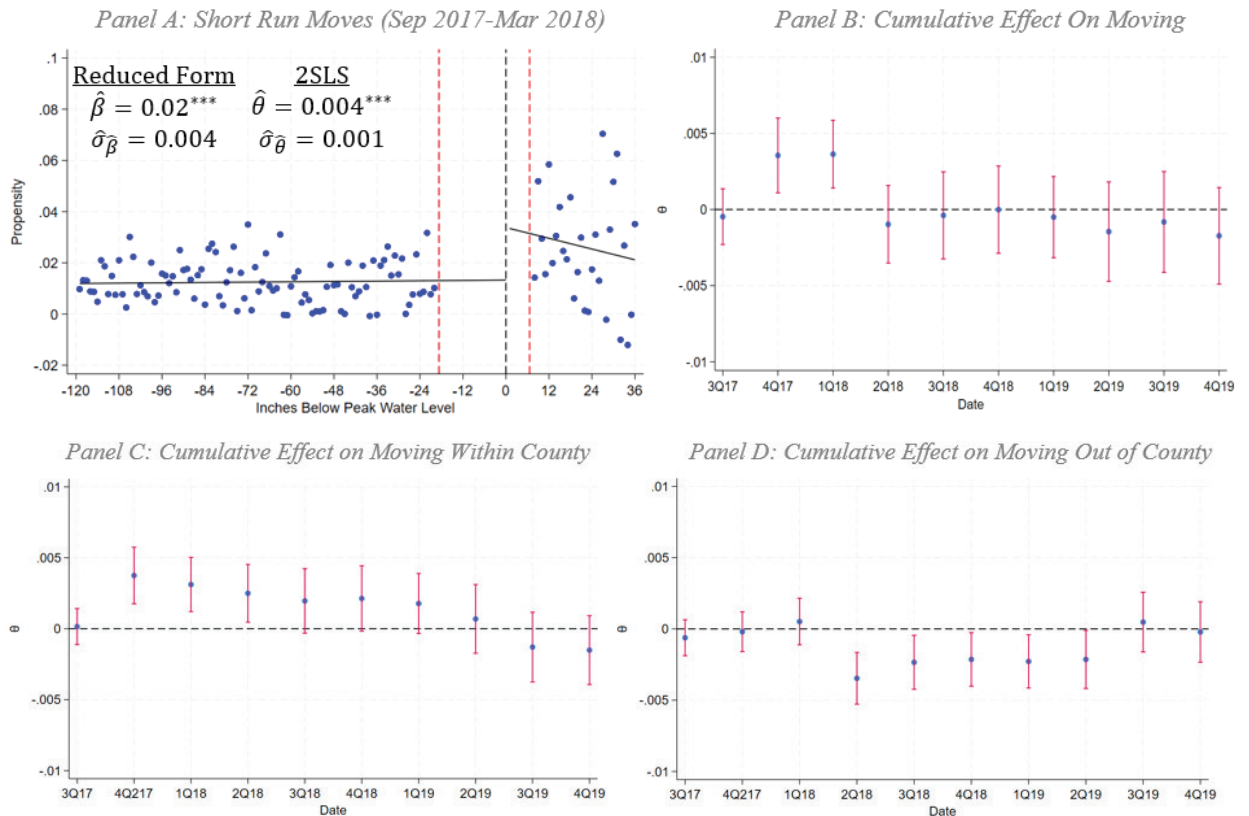 Panel A: Short Run Moves (Sep 2017-Mar 2018)
.1
.08
.06
.04
.02
0
-.02
Propensity
Reduced Form 2SLS
β̂ = 0.02*** θ̂ = 0.004***
σ̂β̂ = 0.004 σ̂θ̂ = 0.001
-120 -108 -96 -84 -72 -60 -48 -36 -24 -12 0 12 24 36
Inches Below Peak Water Level
Panel B: Cumulative Effect On Moving
.01
.005
0
-.005
-.01
θ
3Q17 4Q17 1Q18 2Q18 3Q18 4Q18 1Q19 2Q19 3Q19 4Q19
Date
Panel C: Cumulative Effect on Moving Within County
.01
.005
0
-.005
-.01
θ
3Q17 4Q217 1Q18 2Q18 3Q18 4Q18 1Q19 2Q19 3Q19 4Q19
Date
Panel D: Cumulative Effect on Moving Out of County
.01
.005
0
-.005
-.01
θ
3Q17 4Q217 1Q18 2Q18 3Q18 4Q18 1Q19 2Q19 3Q19 4Q19
Date